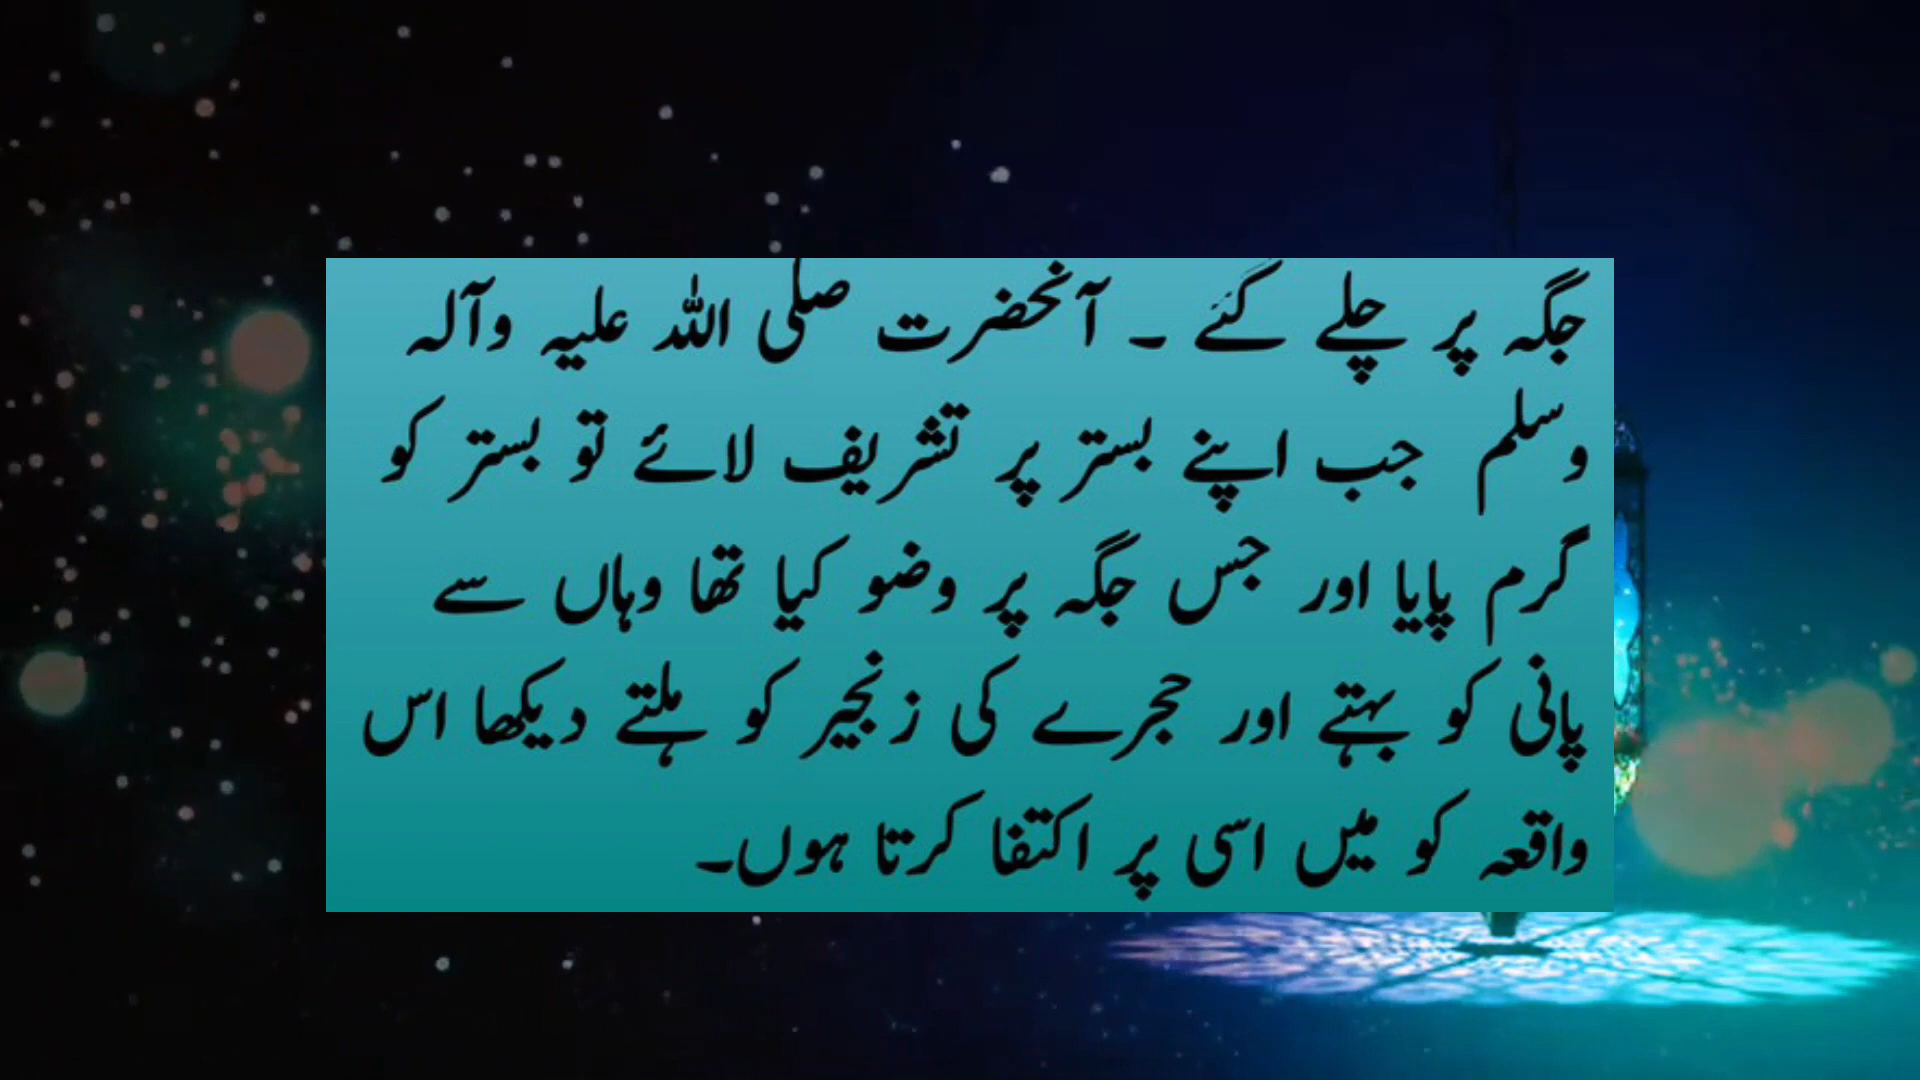 جگہ پر چلے گئے ۔ آنحضرت صلی اللہ علیہ وآلہ
وسلم جب اپنے بستر پر تشریف لائے تو بستر کو
گرم پایا اور جس جگہ پر وضو کیا تھا وہاں سے
پانی کو بہتے اور حجرے کی زنجیر کو ہلتے دیکھا اس
واقعہ کو میں اسی پر اکتفا کرتا ہوں۔